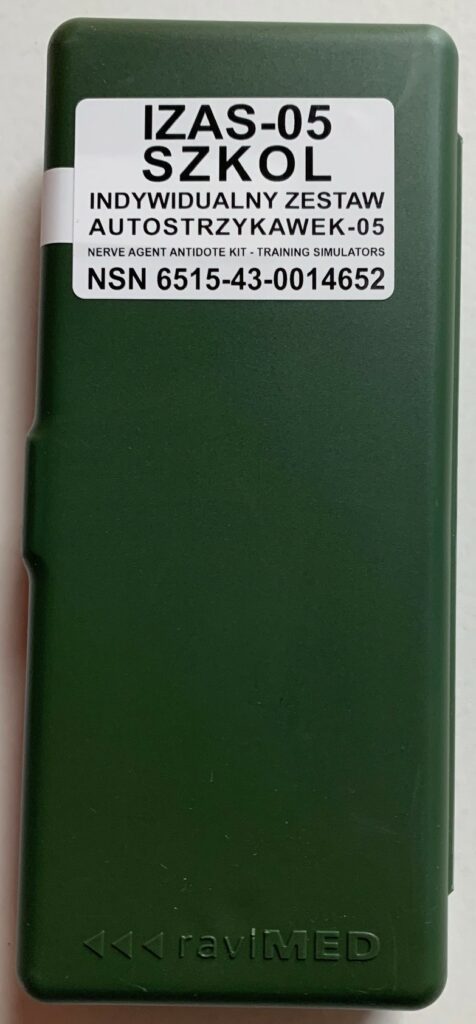 IZAS-05
SZKOL
INDYWIDUALNY ZESTAW
AUTOSTRZYKAWEK-05
NERVE AGENT ANTIDOTE KIT - TRAINING SIMULATORS
NSN 6515-43-0014652
raviMED